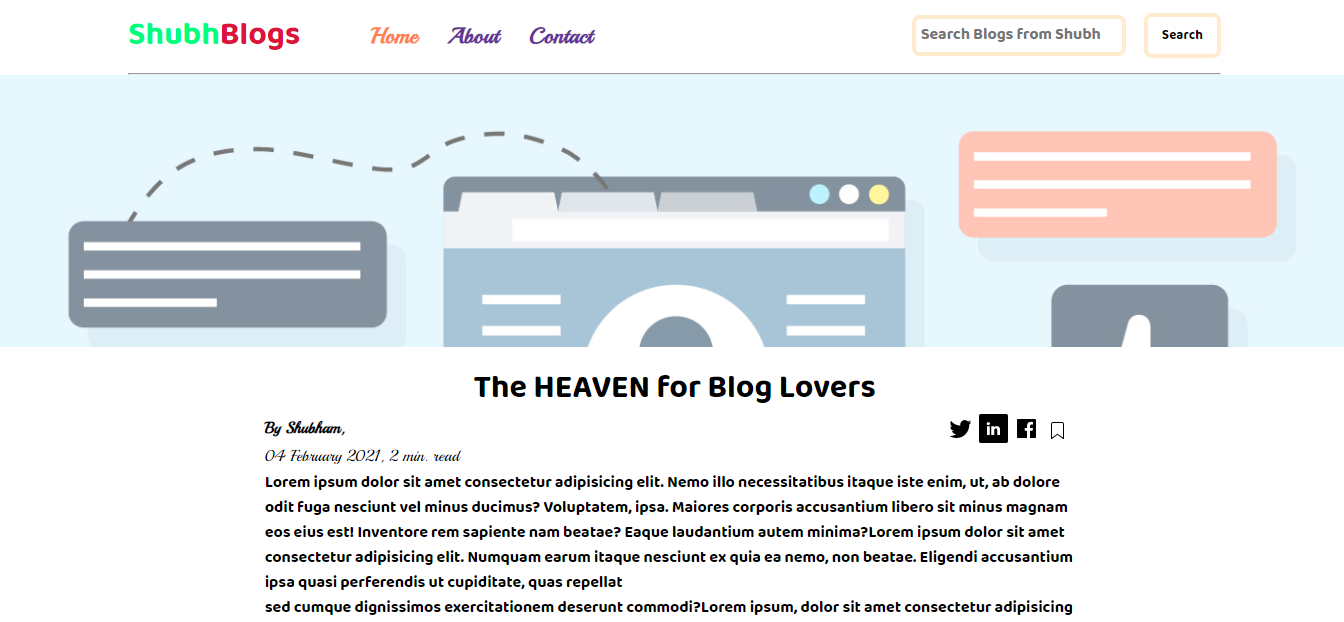 ShubhBlogs Home About Contact Search Blogs from Shubh Search
The HEAVEN for Blog Lovers
By Shubham,
04 February 2021, 2 min. read
Lorem ipsum dolor sit amet consectetur adipisicing elit. Nemo illo necessitatibus itaque iste enim, ut, ab dolore
odit fuga nesciunt vel minus ducimus? Voluptatem, ipsa. Maiores corporis accusantium libero sit minus magnam
eos eius est! Inventore rem sapiente nam beatae? Eaque laudantium autem minima?Lorem ipsum dolor sit amet
consectetur adipisicing elit. Numquam earum itaque nesciunt ex quia ea nemo, non beatae. Eligendi accusantium
ipsa quasi perferendis ut cupiditate, quas repellat
sed cumque dignissimos exercitationem deserunt commodi?Lorem ipsum, dolor sit amet consectetur adipisicing